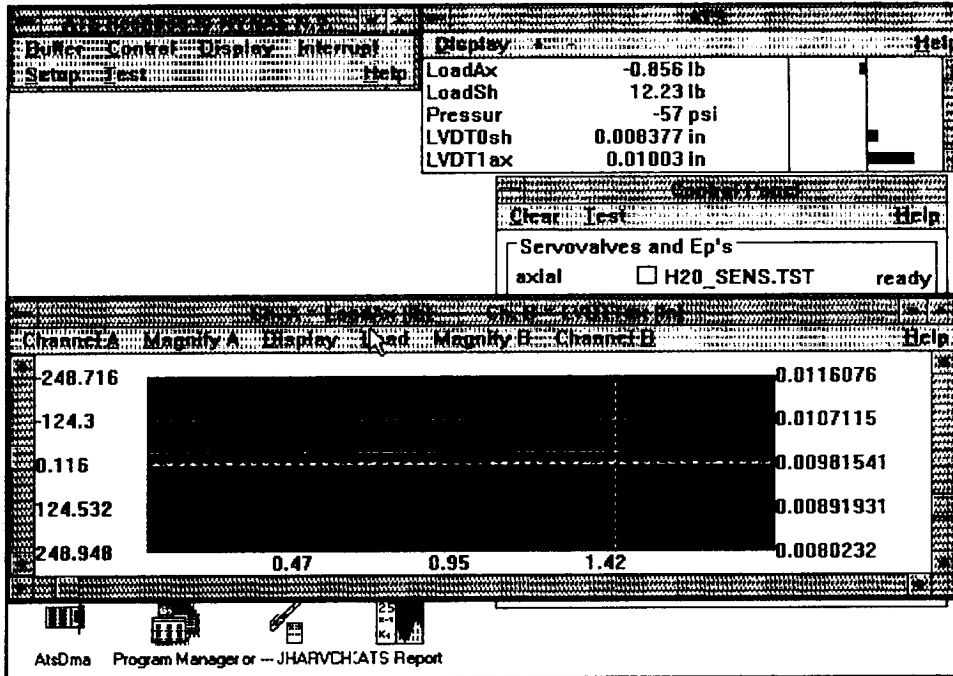 Buffer Control Display Interrupt
Setup Test Help
ATS
Display Help
LoadAx -0.856 lb
LoadSh 12.23 lb
Pressur -57 psi
LVDT0sh 0.008377 in
LVDT1ax 0.01003 in
Control Panel
Clear Test Help
Servovalves and Ep's
axial H20_SENS.TST ready
Channel A Magnify A Display Load Magnify B Channel B Help
-248.716 0.0116076
-124.3 0.0107115
0.116 0.00981541
124.532 0.00891931
248.948 0.0080232
0.47 0.95 1.42
AtsDma Program Manager or -- JHARVCH:ATS Report